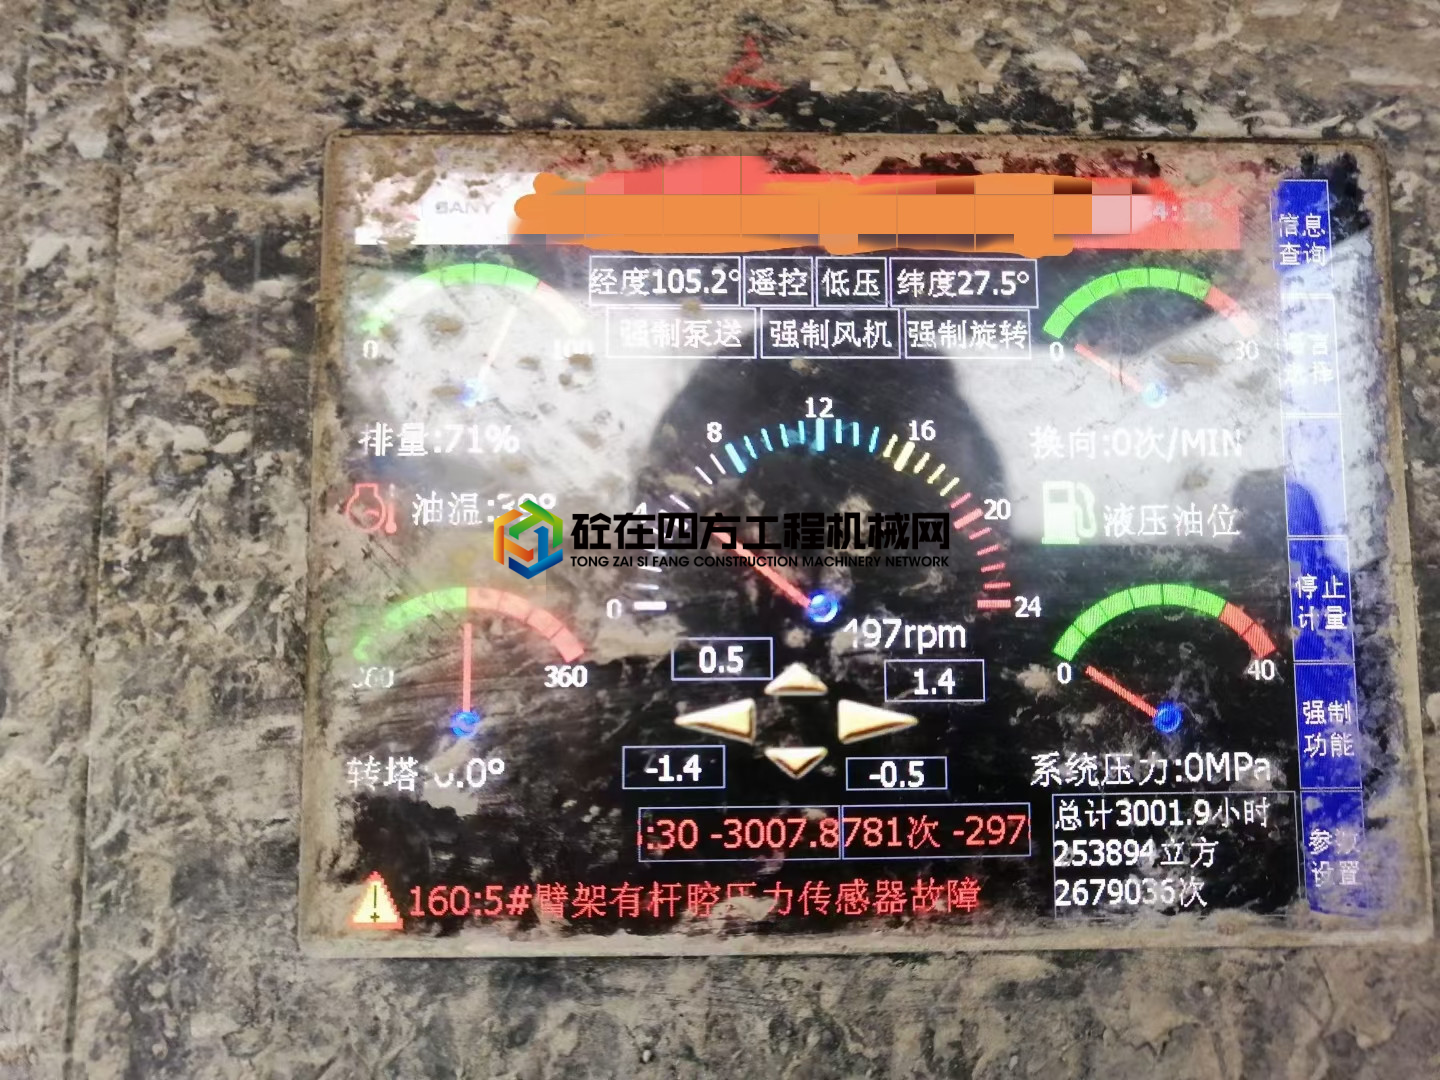 SANY
经度105.2° 遥控 低压 纬度27.5°
强制泵送 强制风机 强制旋转
信息
查询
0 100
0 30
排量:71%
换向:0次/MIN
8 12 16
20
0 24
液压油位
砼在四方工程机械网
TONG ZAI SI FANG CONSTRUCTION MACHINERY NETWORK
停止
计量
497rpm
0.5
1.4
-1.4
-0.5
360
0 40
转塔:0.0°
系统压力:0MPa
强制
功能
:30 -3007.8 781次 -297
总计3001.9小时
253894立方
2679036次
参数
设置
160:5#臂架有杆腔压力传感器故障